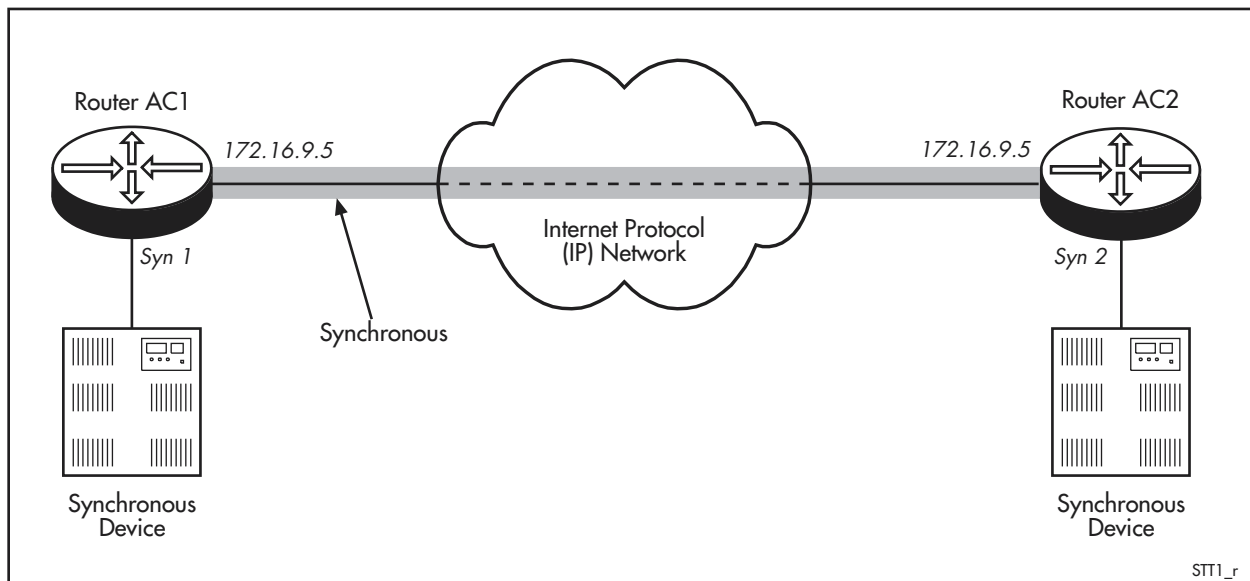 Router AC1
Router AC2
172.16.9.5
172.16.9.5
Internet Protocol
(IP) Network
Syn 1
Syn 2
Synchronous
Synchronous
Device
Synchronous
Device
STT1_r